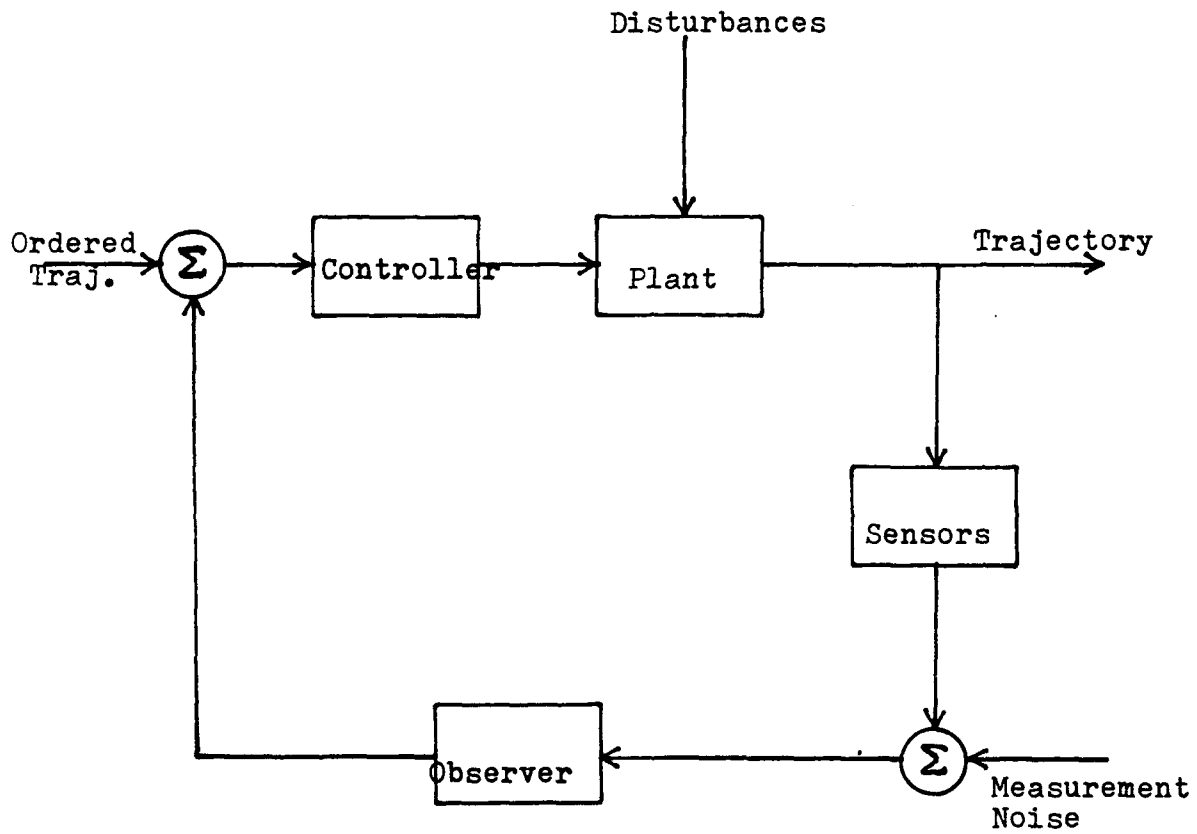 Disturbances
Ordered
Traj.
Σ
Controller
Plant
Trajectory
Sensors
Observer
Σ
Measurement
Noise